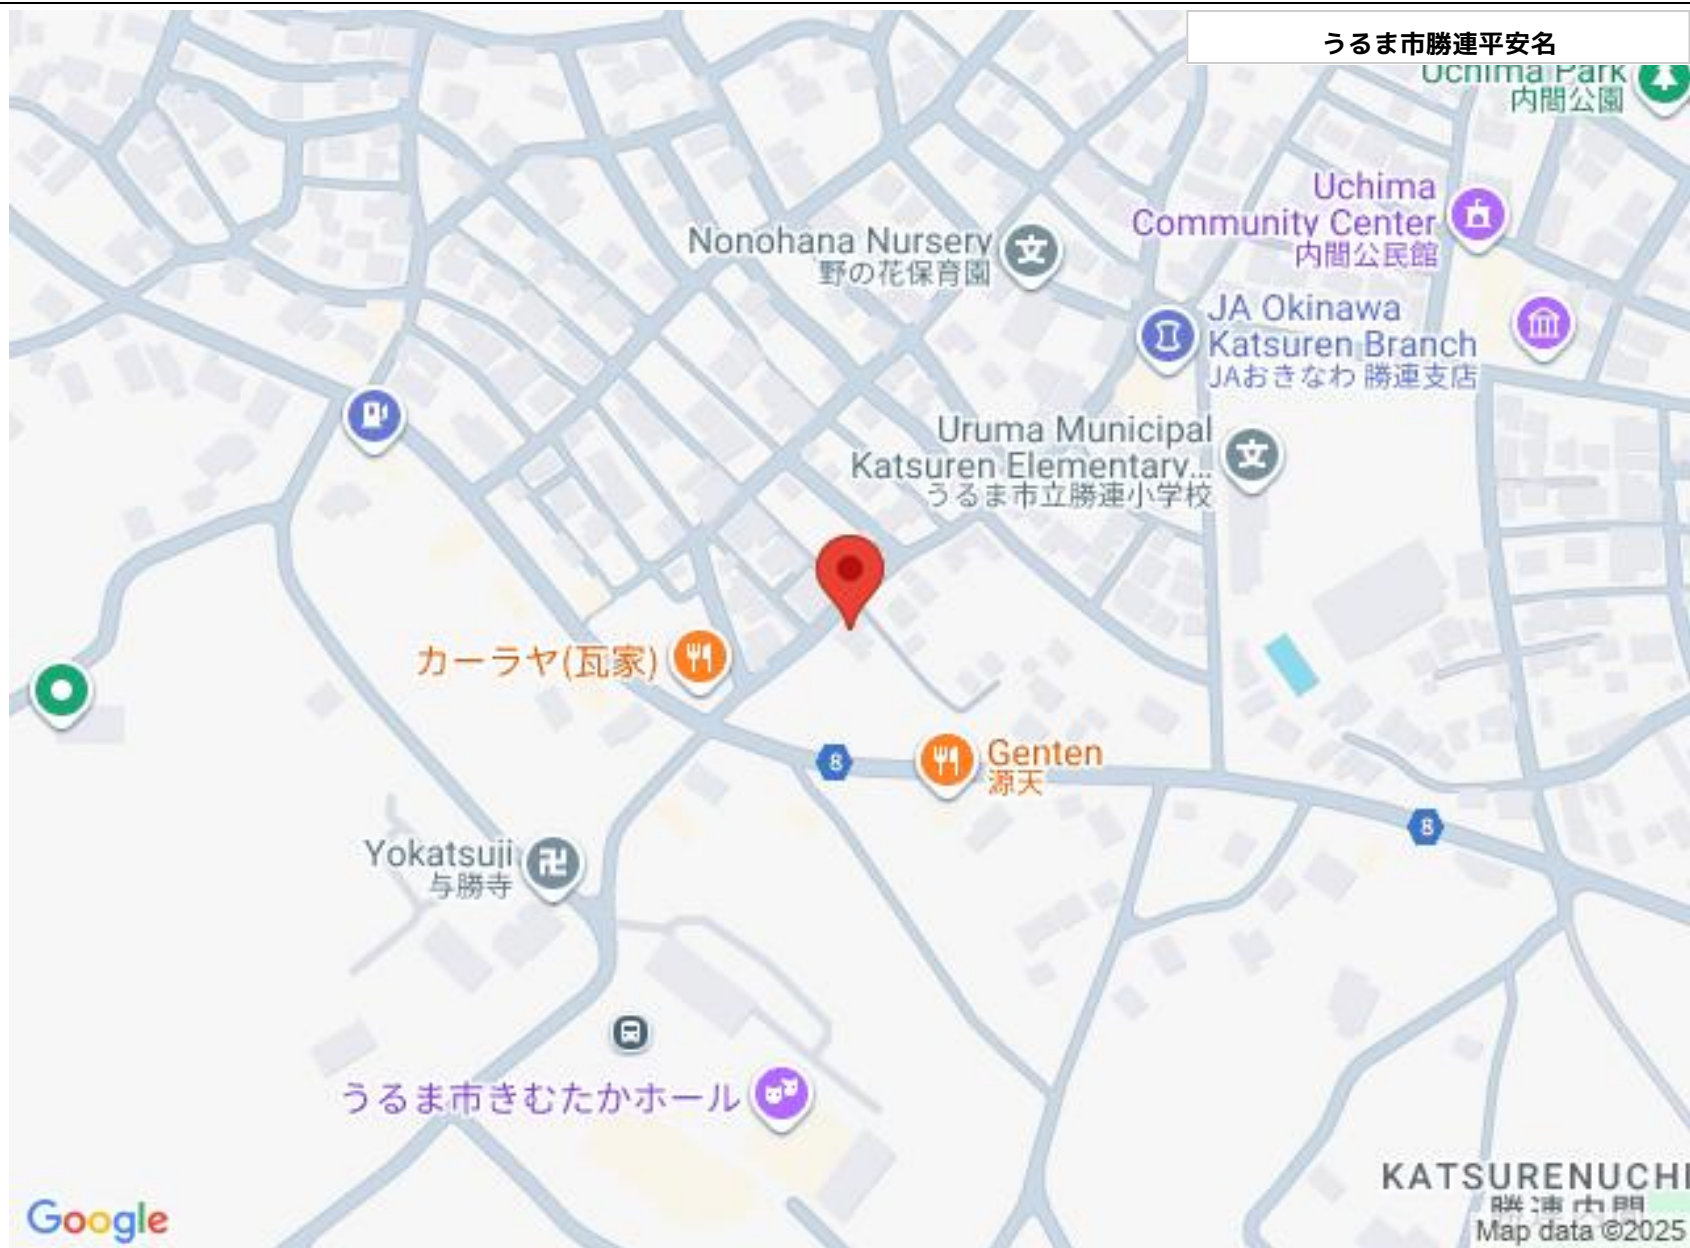 うるま市勝連平安名
Uchima Park
内間公園
Uchima
Community Center
内間公民館
Nonohana Nursery
野の花保育園
JA Okinawa
Katsuren Branch
JAおきなわ 勝連支店
Uruma Municipal
Katsuren Elementary...
うるま市立勝連小学校
カーラヤ(瓦家)
8
Genten
源天
8
Yokatsuji
与勝寺
うるま市きむたかホール
KATSURENUCHI
勝連内間
Google
Map data ©2025